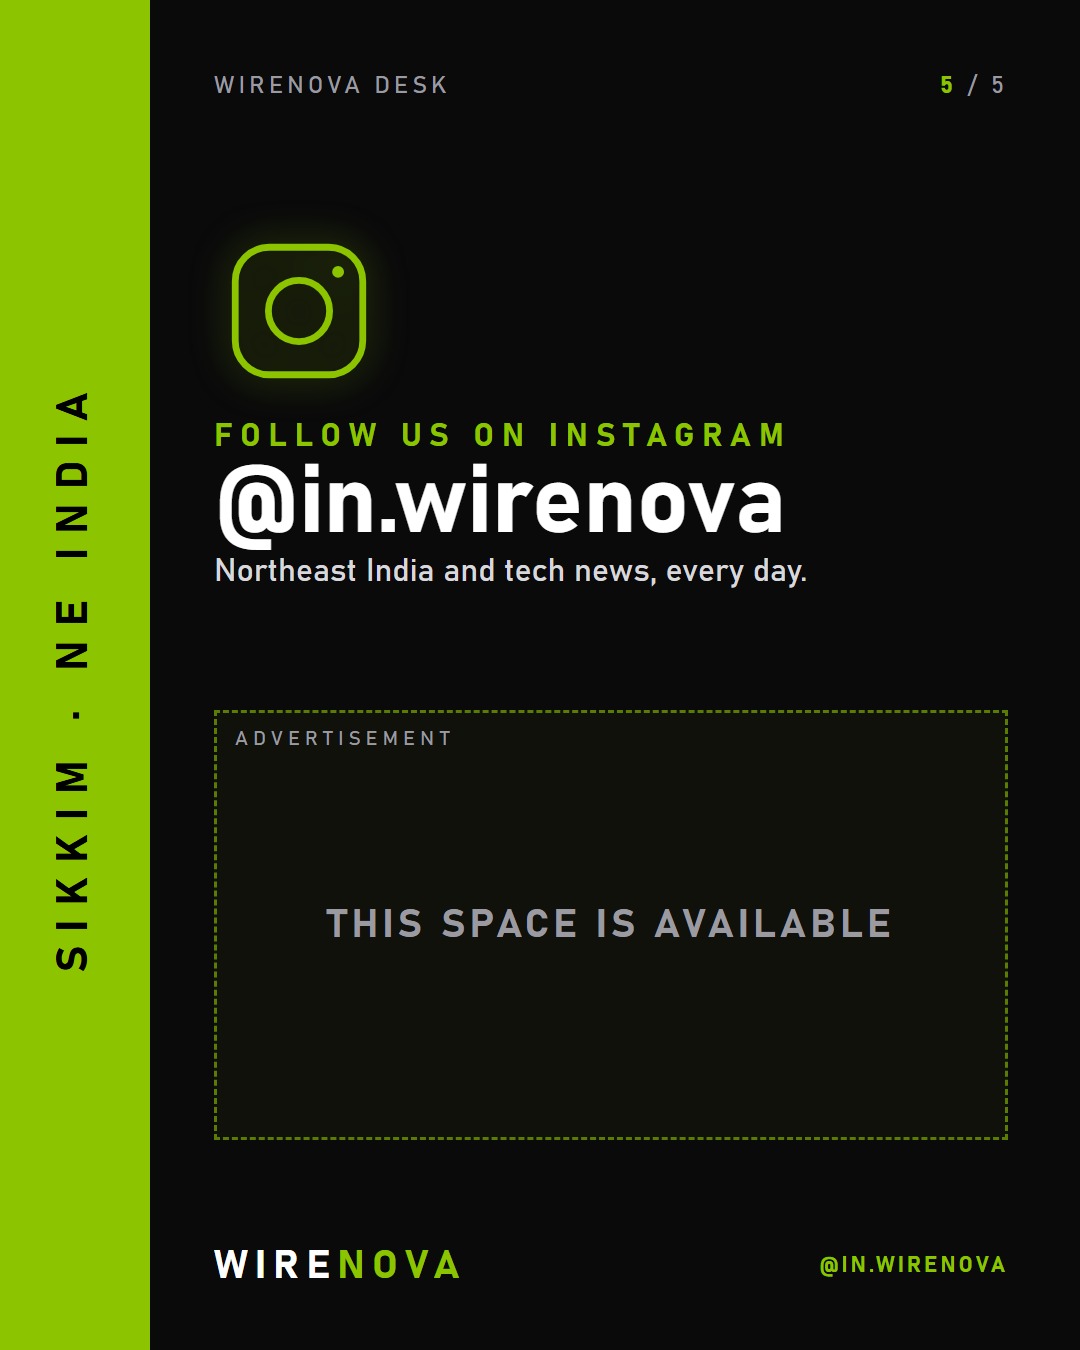 WIRENOVA DESK
5 / 5
SIKKIM · NE INDIA
FOLLOW US ON INSTAGRAM
@in.wirenova
Northeast India and tech news, every day.
ADVERTISEMENT
THIS SPACE IS AVAILABLE
WIRENOVA
@IN.WIRENOVA